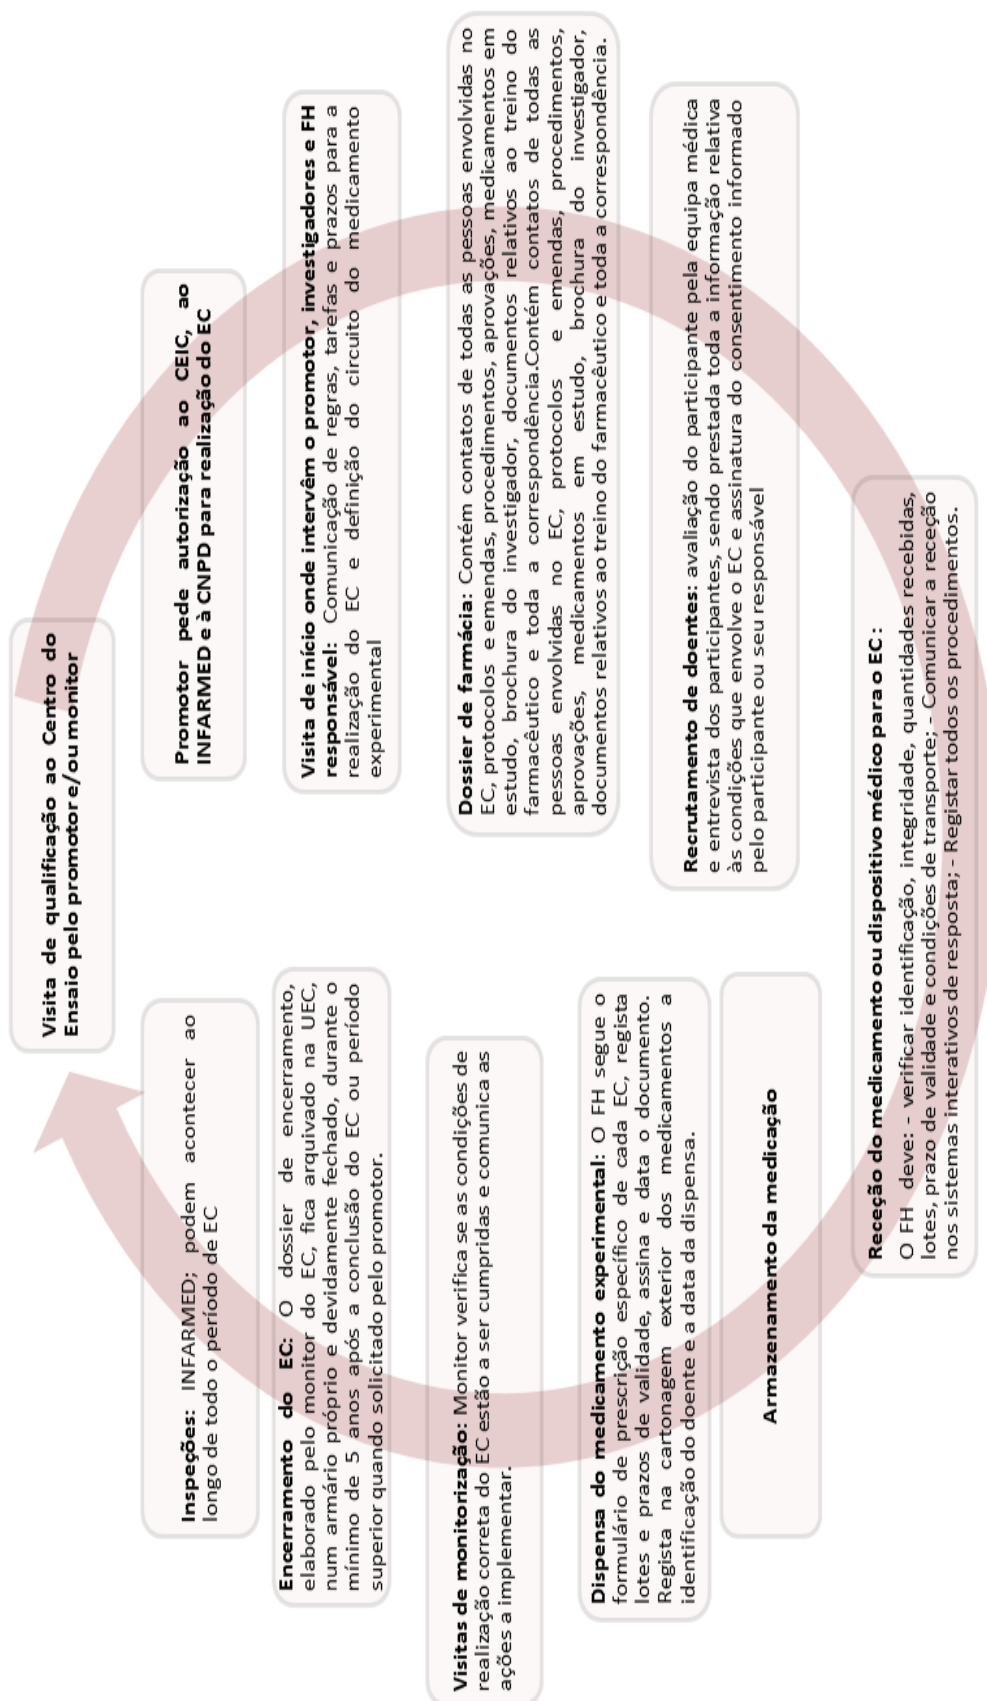 Visita de qualificação ao Centro do
Ensaio pelo promotor e/ou monitor
Promotor pede autorização ao CEIC, ao
INFARMED e à CNPD para realização do EC
Visita de início onde intervêm o promotor, investigadores e FH
responsável: Comunicação de regras, tarefas e prazos para a
realização do EC e definição do circuito do medicamento
experimental
Dossier de farmácia: Contém contatos de todas as pessoas envolvidas no
EC, protocolos e emendas, procedimentos, aprovações, medicamentos em
estudo, brochura do investigador, documentos relativos ao treino do
farmacêutico e toda a correspondência.Contém contatos de todas as
pessoas envolvidas no EC, protocolos e emendas, procedimentos,
aprovações, medicamentos em estudo, brochura do investigador,
documentos relativos ao treino do farmacêutico e toda a correspondência.
Recrutamento de doentes: avaliação do participante pela equipa médica
e entrevista dos participantes, sendo prestada toda a informação relativa
às condições que envolve o EC e assinatura do consentimento informado
pelo participante ou seu responsável
Receção do medicamento ou dispositivo médico para o EC :
O FH deve: - verificar identificação, integridade, quantidades recebidas,
lotes, prazo de validade e condições de transporte; - Comunicar a receção
nos sistemas interativos de resposta; - Registar todos os procedimentos.
Armazenamento da medicação
Dispensa do medicamento experimental: O FH segue o
formulário de prescrição específico de cada EC, regista
lotes e prazos de validade, assina e data o documento.
Regista na cartonagem exterior dos medicamentos a
identificação do doente e a data da dispensa.
Visitas de monitorização: Monitor verifica se as condições de
realização correta do EC estão a ser cumpridas e comunica as
ações a implementar.
Encerramento do EC: O dossier de encerramento,
elaborado pelo monitor do EC, fica arquivado na UEC,
num armário próprio e devidamente fechado, durante o
mínimo de 5 anos após a conclusão do EC ou período
superior quando solicitado pelo promotor.
Inspeções: INFARMED; podem acontecer ao
longo de todo o período de EC